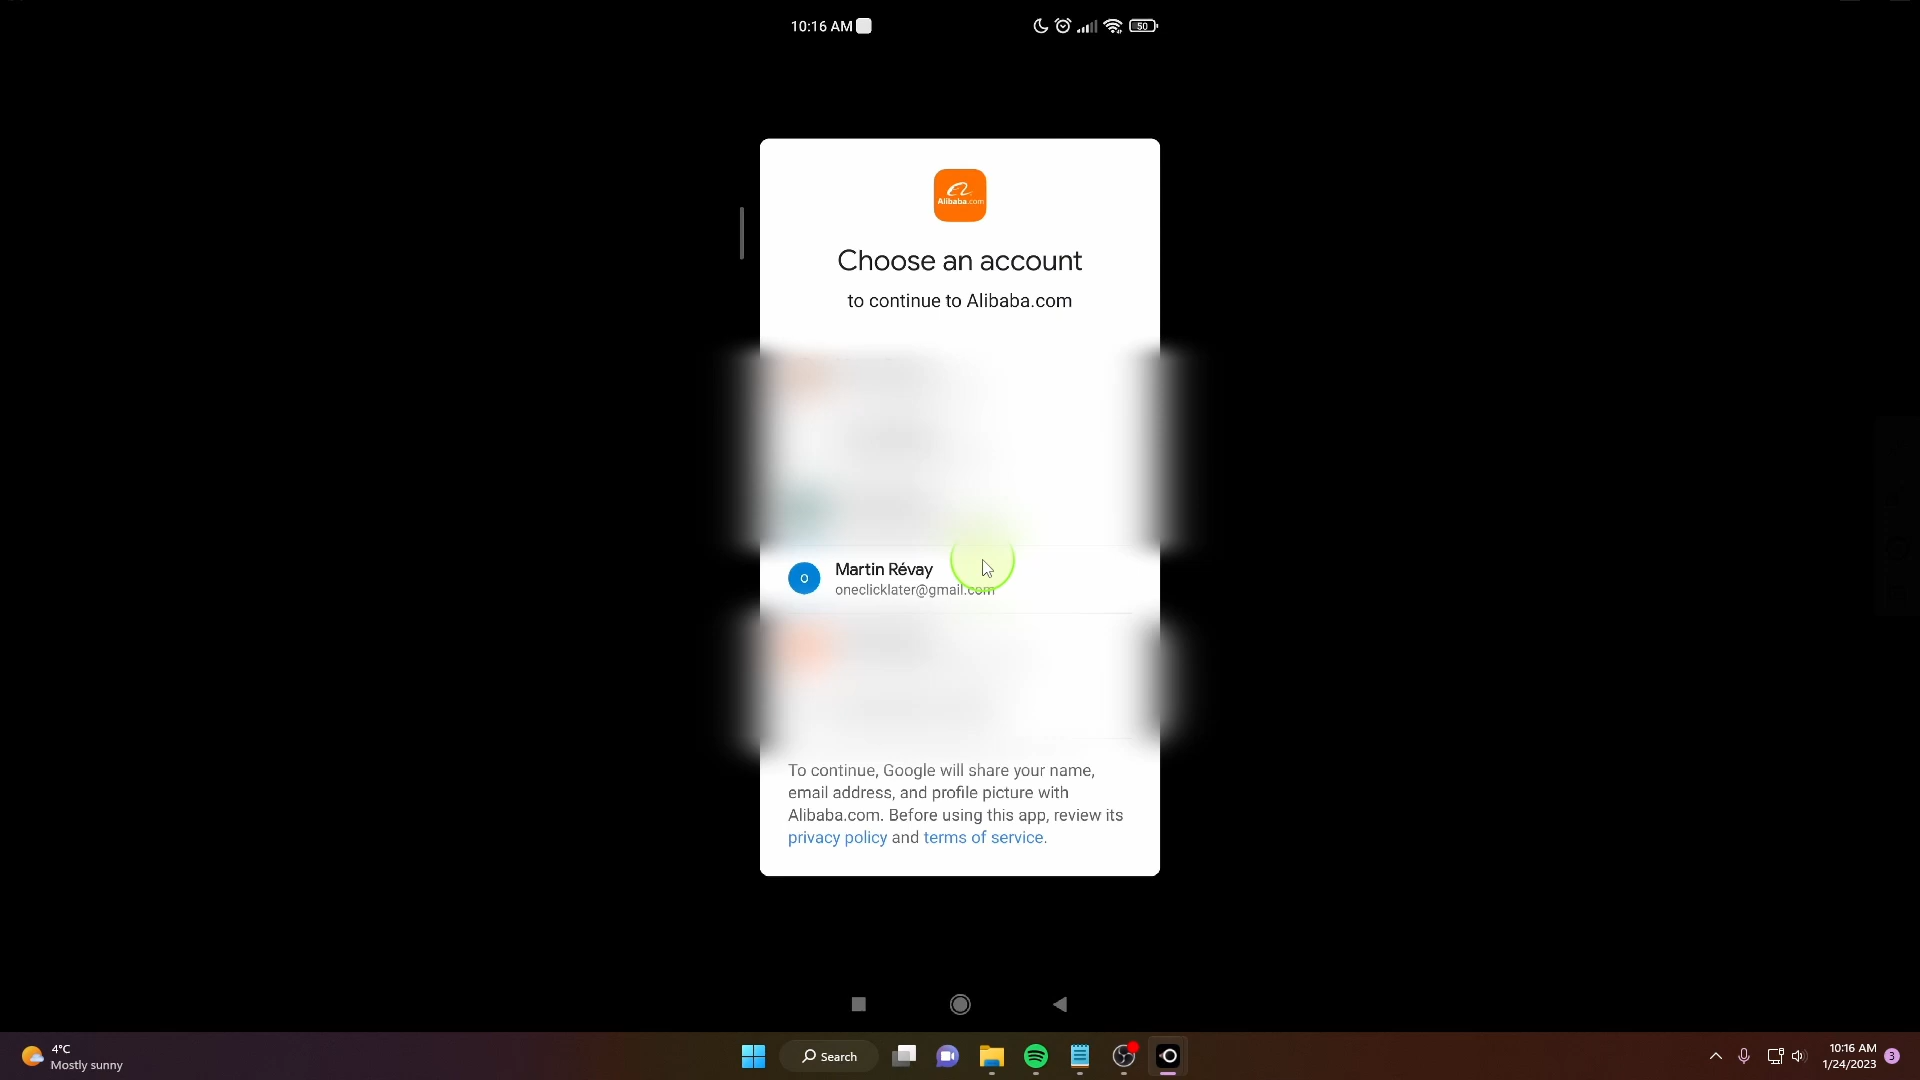 10:16 AM
50
Alibaba.com
Choose an account
to continue to Alibaba.com
O
Martin Révay
oneclicklater@gmail.com
To continue, Google will share your name,
email address, and profile picture with
Alibaba.com. Before using this app, review its
privacy policy and terms of service.
4°C
Mostly sunny
Search
10:16 AM
1/24/2023
3